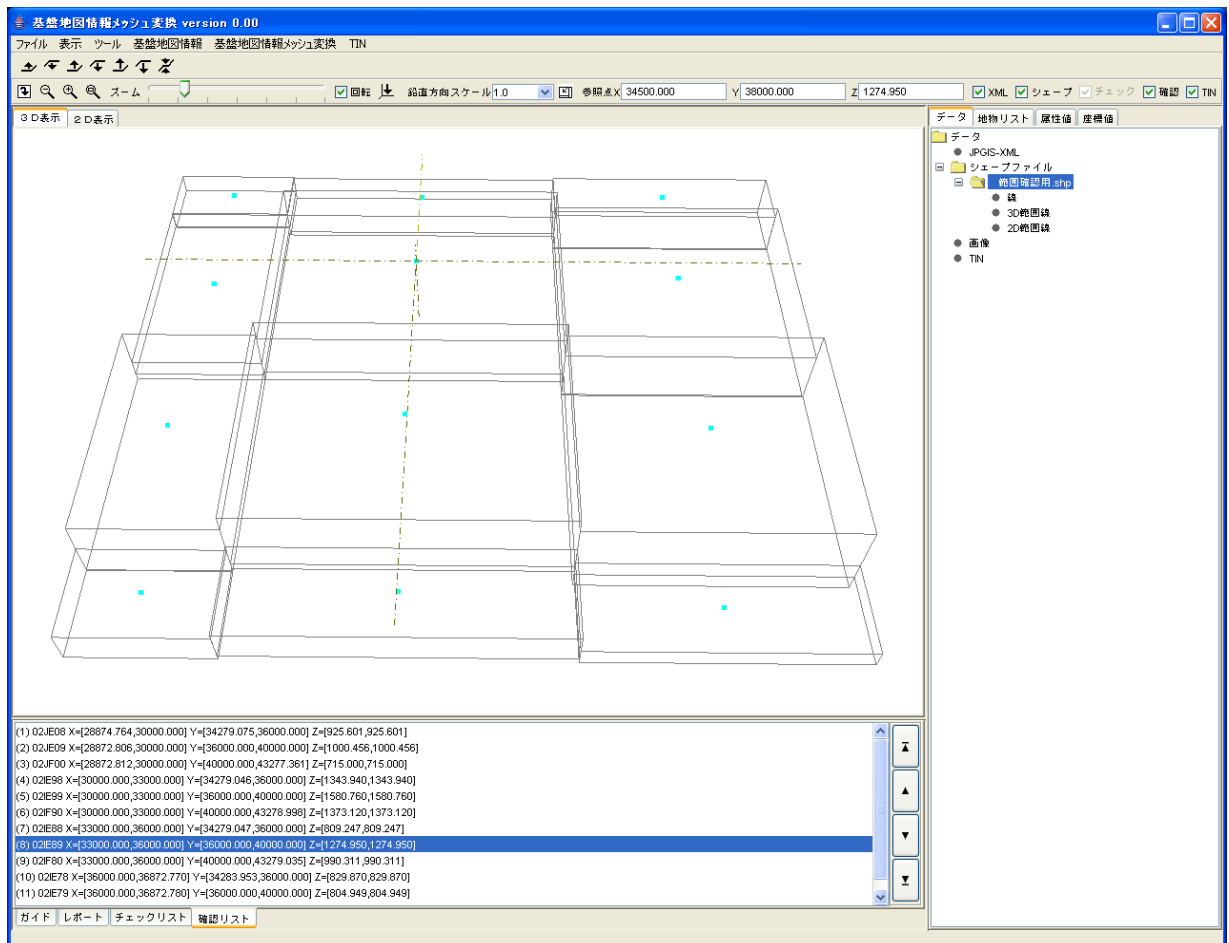 基盤地図情報メッシュ変換 version 0.00
ファイル 表示 ツール 基盤地図情報 基盤地図情報メッシュ変換 TIN
ズーム 回転 鉛直方向スケール 1.0 参照点X 34500.000 Y 38000.000 Z 1274.950 XML シェープ チェック 確認 TIN
3D表示 2D表示
データ 地物リスト 属性値 座標値
データ
JPGIS-XML
シェープファイル
範囲確認用.shp
線
3D範囲線
2D範囲線
画像
TIN
(1) 02JE08 X=[28874.764,30000.000] Y=[34279.075,36000.000] Z=[925.601,925.601]
(2) 02JE09 X=[28872.806,30000.000] Y=[36000.000,40000.000] Z=[1000.456,1000.456]
(3) 02JF00 X=[28872.812,30000.000] Y=[40000.000,43277.361] Z=[715.000,715.000]
(4) 02IE98 X=[30000.000,33000.000] Y=[34279.046,36000.000] Z=[1343.940,1343.940]
(5) 02IE99 X=[30000.000,33000.000] Y=[36000.000,40000.000] Z=[1580.760,1580.760]
(6) 02IF90 X=[30000.000,33000.000] Y=[40000.000,43278.998] Z=[1373.120,1373.120]
(7) 02IE88 X=[33000.000,36000.000] Y=[34279.047,36000.000] Z=[809.247,809.247]
(8) 02IE89 X=[33000.000,36000.000] Y=[36000.000,40000.000] Z=[1274.950,1274.950]
(9) 02IF80 X=[33000.000,36000.000] Y=[40000.000,43279.035] Z=[990.311,990.311]
(10) 02IE78 X=[36000.000,36872.770] Y=[34283.953,36000.000] Z=[829.870,829.870]
(11) 02IE79 X=[36000.000,36872.780] Y=[36000.000,40000.000] Z=[804.949,804.949]
ガイド レポート チェックリスト 確認リスト